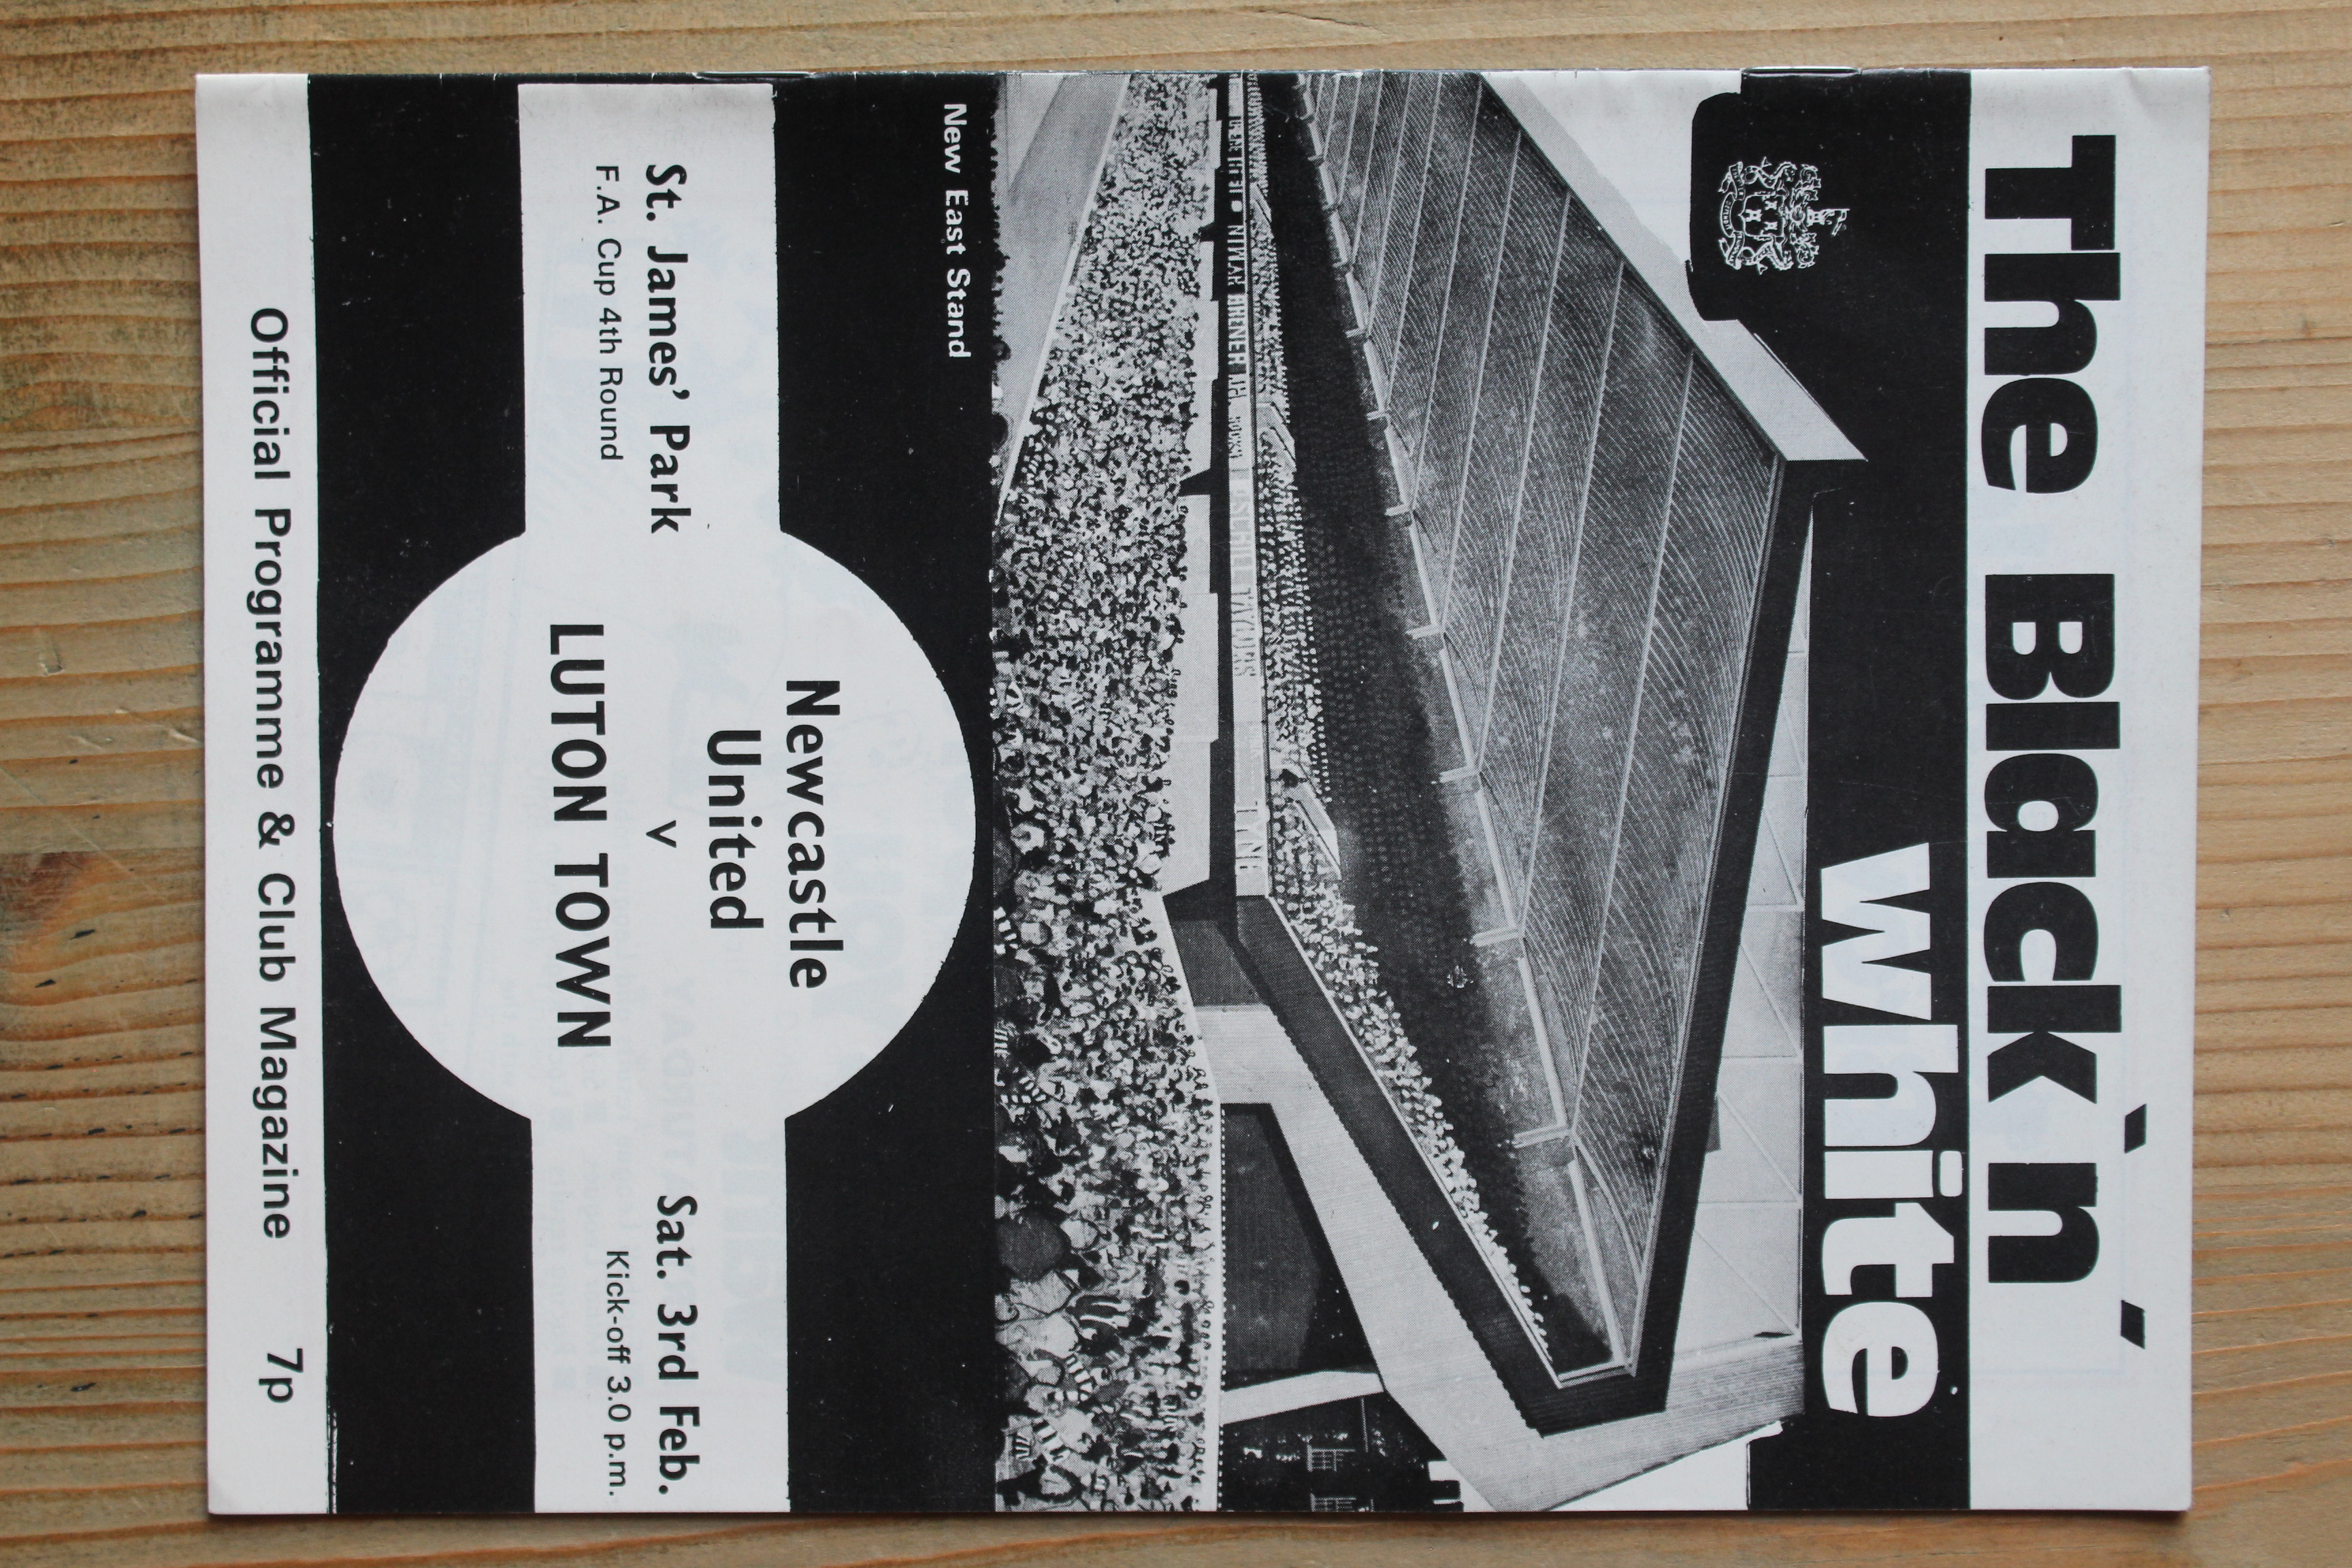 The Black 'n'
white
New East Stand
Newcastle
United
St. James' Park
v
Sat. 3rd Feb.
F.A. Cup 4th Round
LUTON TOWN
Kick-off 3.0 p.m.
Official Programme & Club Magazine 7p